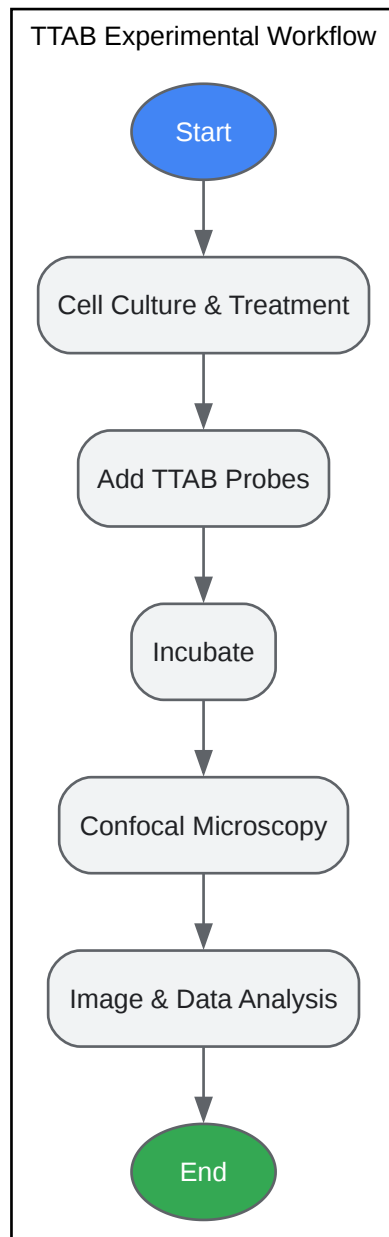 TTAB Experimental Workflow
Start
Cell Culture & Treatment
Add TTAB Probes
Incubate
Confocal Microscopy
Image & Data Analysis
End